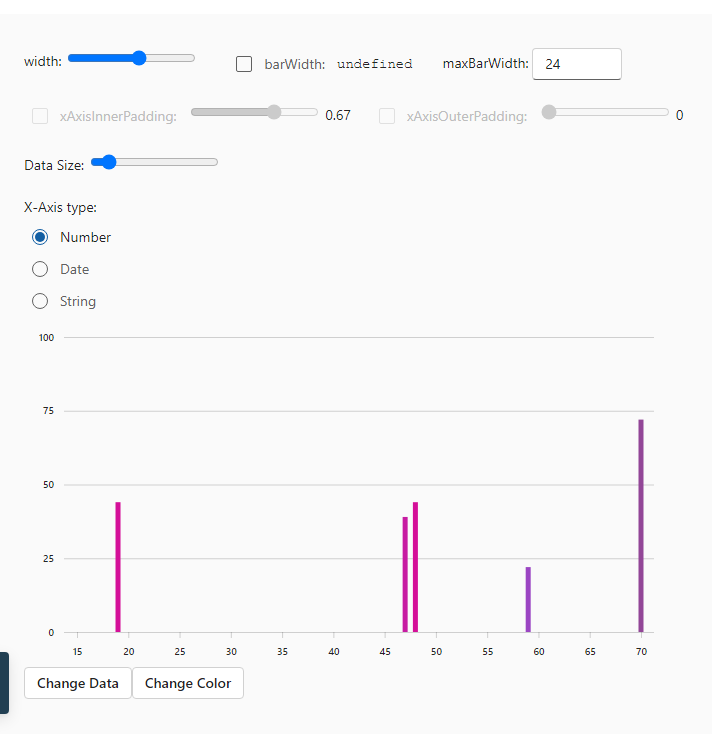 width: barWidth: undefined maxBarWidth: 24
xAxisInnerPadding: 0.67 xAxisOuterPadding: 0
Data Size:
X-Axis type:
Number
Date
String
100
75
50
25
0
15 20 25 30 35 40 45 50 55 60 65 70
Change Data Change Color